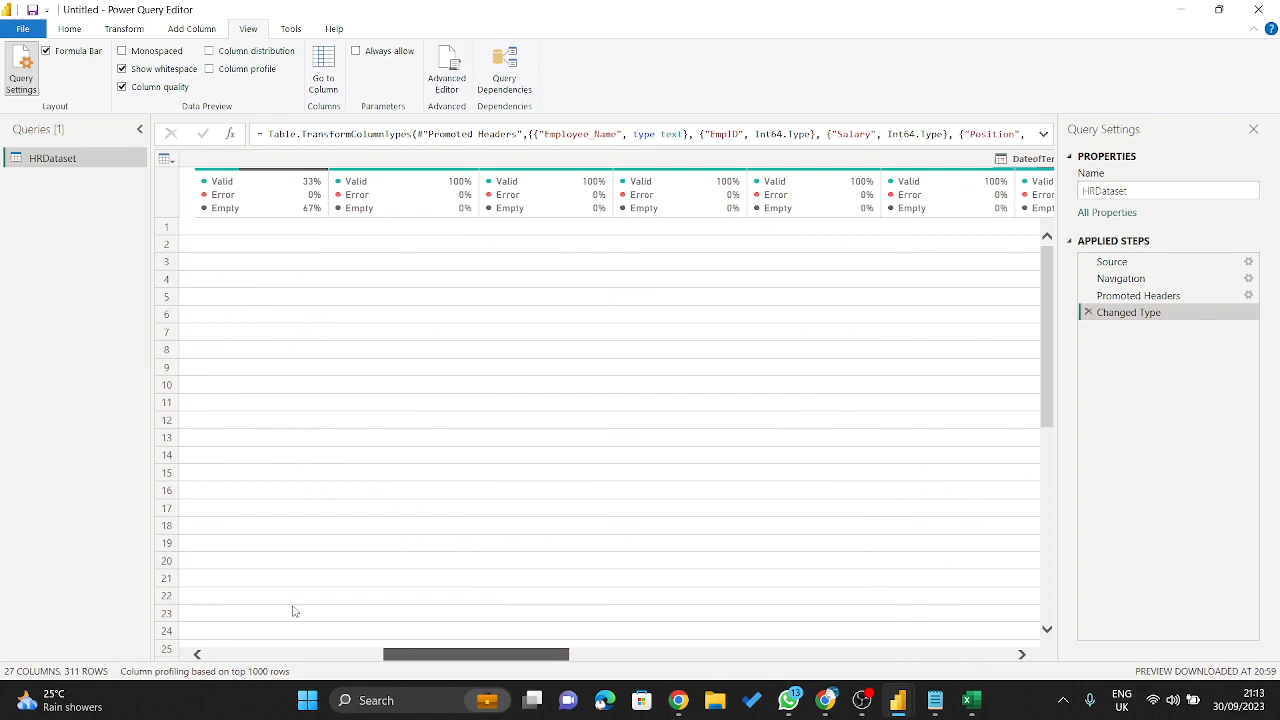 Untitled - Power Query Editor
File Home Transform Add Column View Tools Help
Query Settings
Formula Bar
Layout
Monospaced
Show whitespace
Column quality
Column distribution
Column profile
Data Preview
Go to Column
Columns
Always allow
Parameters
Advanced Editor
Advanced
Query Dependencies
Dependencies
Queries [1]
HRDataset
fx
= Table.TransformColumnTypes(#"Promoted Headers",{{"Employee_Name", type text}, {"EmpID", Int64.Type}, {"Salary", Int64.Type}, {"Position",
DateofTer
Valid 33% Valid 100% Valid 100% Valid 100% Valid 100% Valid 100% Valid
Error 0% Error 0% Error 0% Error 0% Error 0% Error 0% Error
Empty 67% Empty 0% Empty 0% Empty 0% Empty 0% Empty 0% Empt
1
2
3
4
5
6
7
8
9
10
11
12
13
14
15
16
17
18
19
20
21
22
23
24
25
Query Settings
PROPERTIES
Name
HRDataset
All Properties
APPLIED STEPS
Source
Navigation
Promoted Headers
Changed Type
27 COLUMNS, 311 ROWS Column profiling based on top 1000 rows
PREVIEW DOWNLOADED AT 20:59
25°C
Rain showers
Search
13
ENG
UK
21:13
30/09/2023